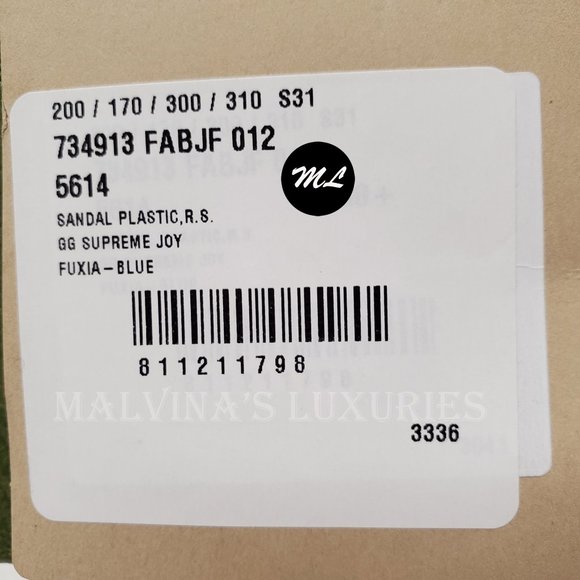 200 / 170 / 300 / 310 S31
734913 FABJF 012
5614
ML
SANDAL PLASTIC,R.S.
GG SUPREME JOY
FUXIA-BLUE
811211798
MALVINA'S LUXURIES
3336